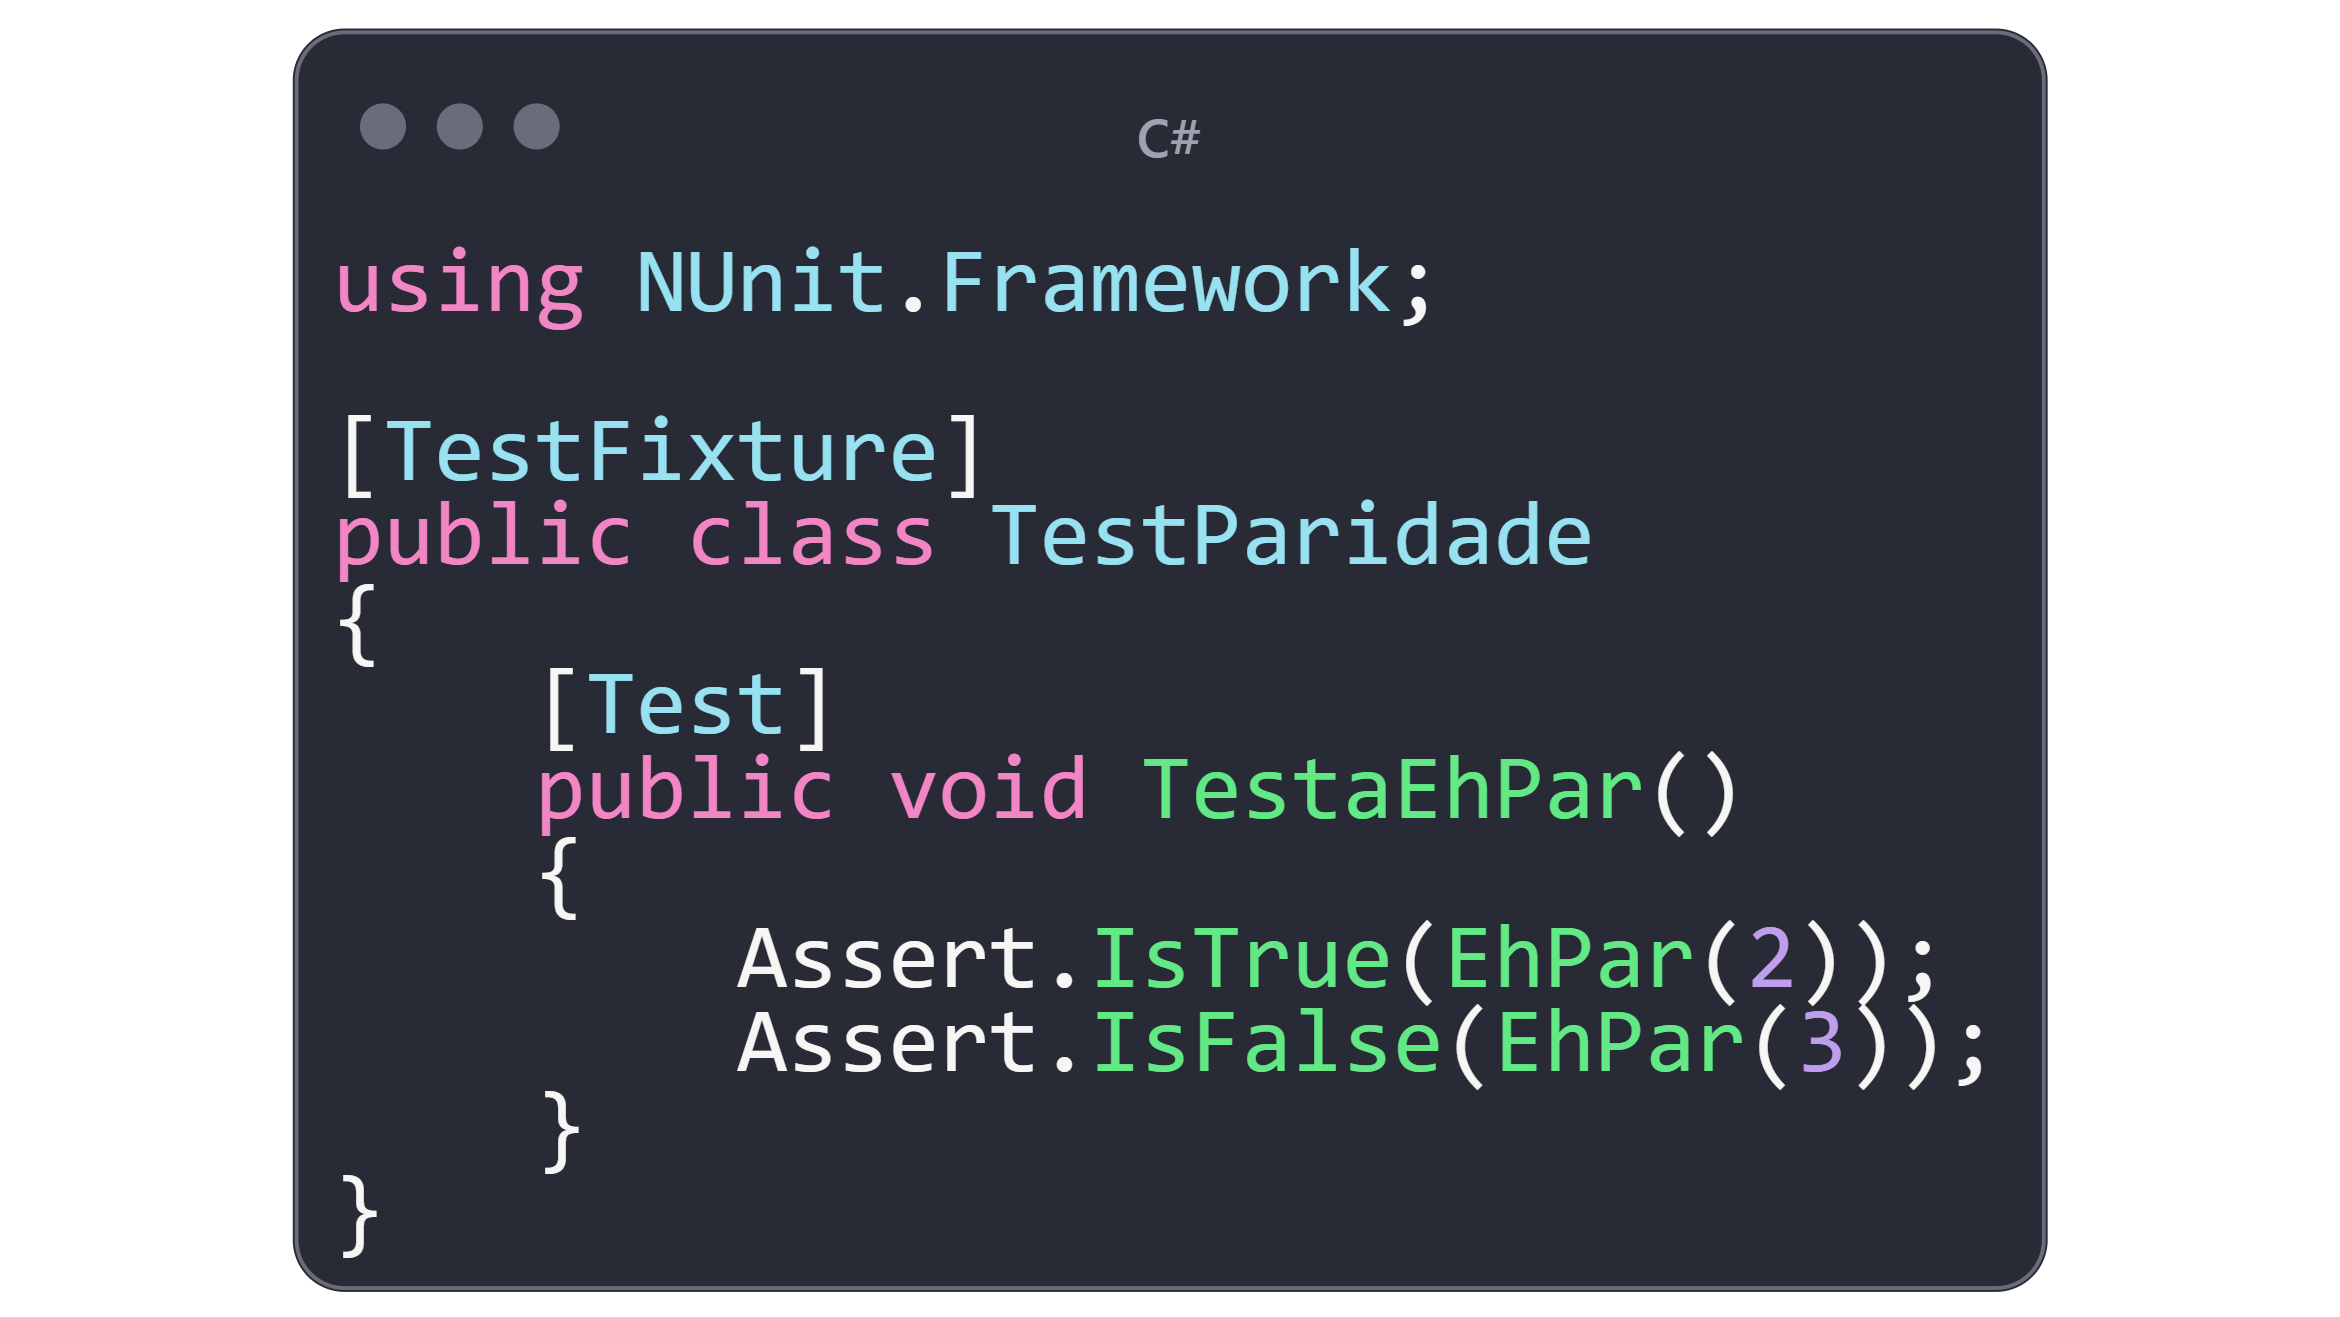 C#
using NUnit.Framework;
[TestFixture]
public class TestParidade
{
    [Test]
    public void TestaEhPar()
    {
        Assert.IsTrue(EhPar(2));
        Assert.IsFalse(EhPar(3));
    }
}